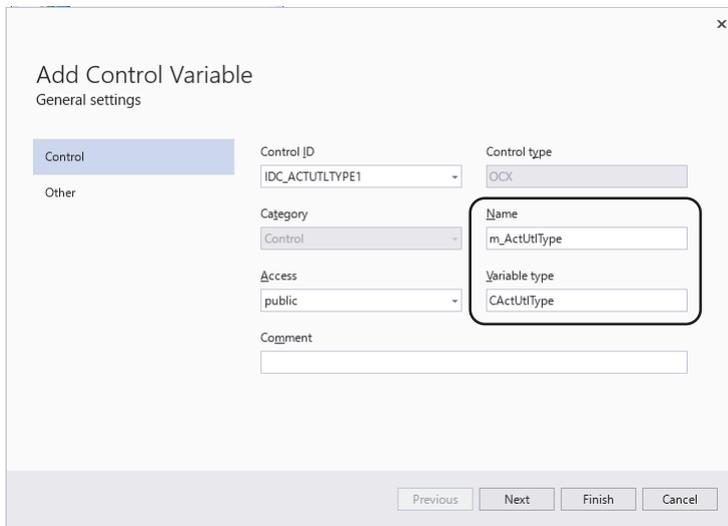 Add Control Variable
General settings
Control
Other
Control ID
IDC_ACTUTLTYPE1
Control type
OCX
Category
Control
Name
m_ActUtlType
Access
public
Variable type
CActUtlType
Comment
Previous
Next
Finish
Cancel